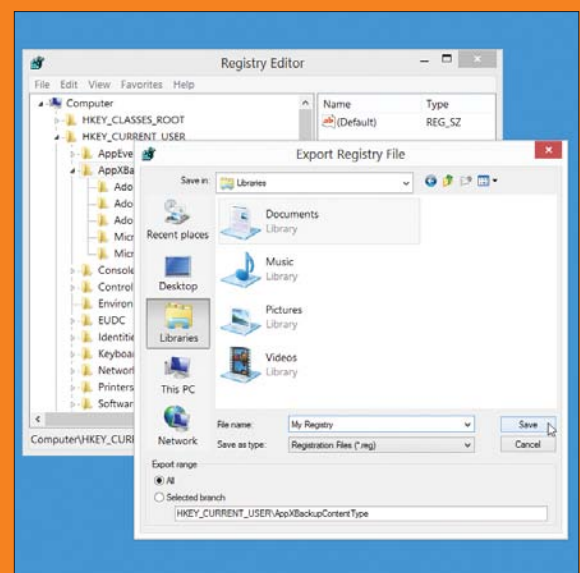 Registry Editor
File Edit View Favorites Help
Computer
HKEY_CLASSES_ROOT
HKEY_CURRENT_USER
AppEve
AppXBa
Ado
Ado
Ado
Micr
Micr
Console
Control
Environ
EUDC
Identitie
Keyboa
Networ
Printers
Softwar
Computer\HKEY_CURR
Name Type
(Default) REG_SZ
Export Registry File
Save in: Libraries
Recent places
Desktop
Libraries
This PC
Network
Documents
Library
Music
Library
Pictures
Library
Videos
Library
File name: My Registry Save
Save as type: Registration Files (*.reg) Cancel
Export range
All
Selected branch
HKEY_CURRENT_USER\AppXBackupContentType